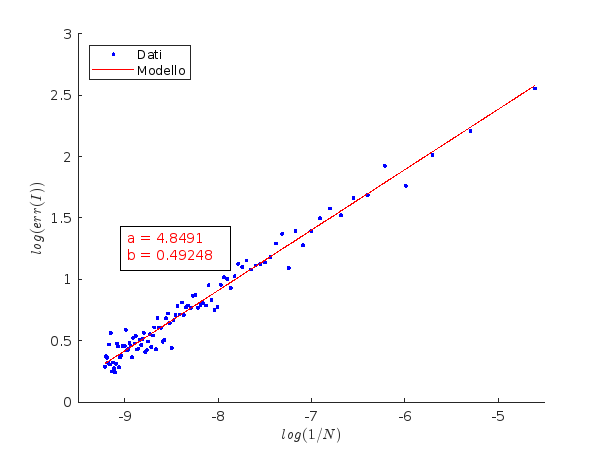 3
Dati
Modello
2.5
2
1.5
a = 4.8491
b = 0.49248
1
0.5
0
-9 -8 -7 -6 -5
log(err(I))
log(1/N)